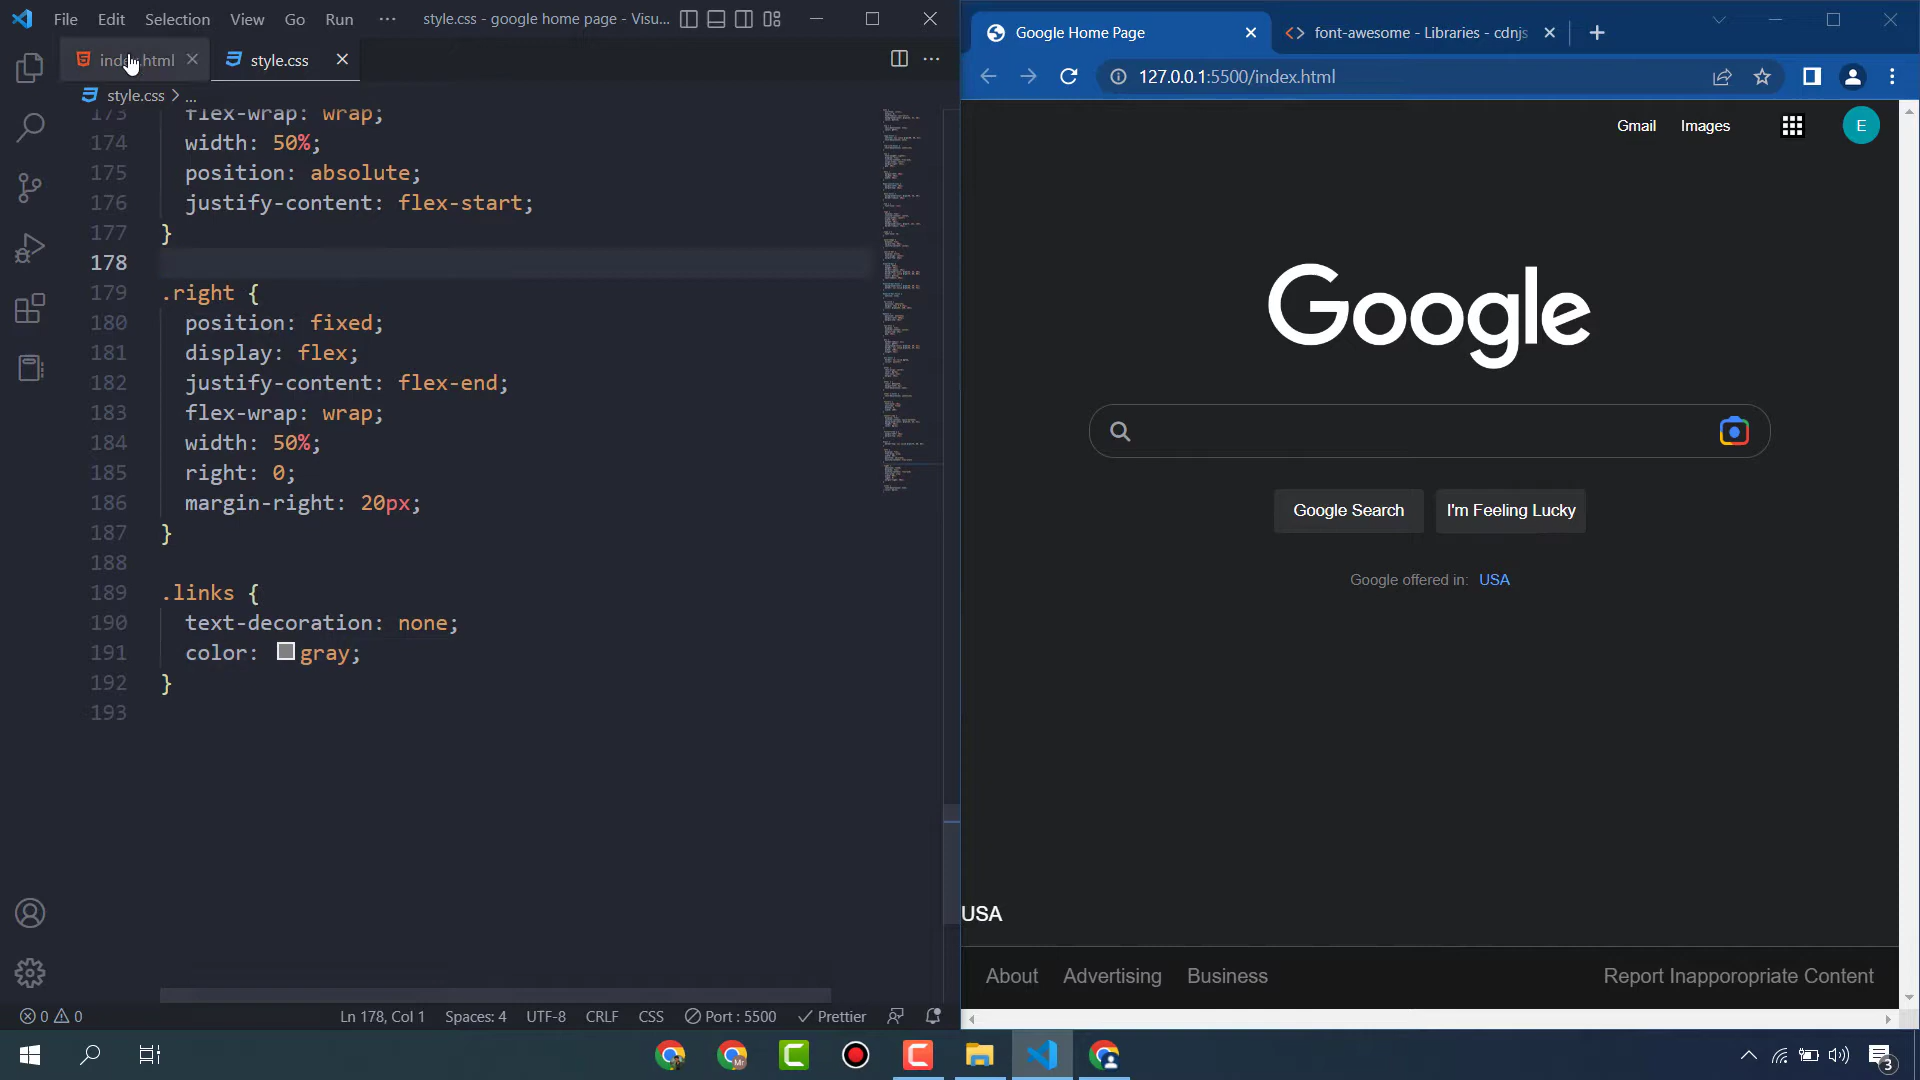 File Edit Selection View Go Run ··· style.css - google home page - Visu...
index.html style.css
style.css > ...
173 flex-wrap: wrap;
174 width: 50%;
175 position: absolute;
176 justify-content: flex-start;
177 }
178
179 .right {
180 position: fixed;
181 display: flex;
182 justify-content: flex-end;
183 flex-wrap: wrap;
184 width: 50%;
185 right: 0;
186 margin-right: 20px;
187 }
188
189 .links {
190 text-decoration: none;
191 color: gray;
192 }
193
0 0 Ln 178, Col 1 Spaces: 4 UTF-8 CRLF CSS Port : 5500 Prettier
Google Home Page font-awesome - Libraries - cdnjs
127.0.0.1:5500/index.html
Gmail Images E
Google
Google Search I'm Feeling Lucky
Google offered in: USA
USA
About Advertising Business Report Inapporopriate Content
3